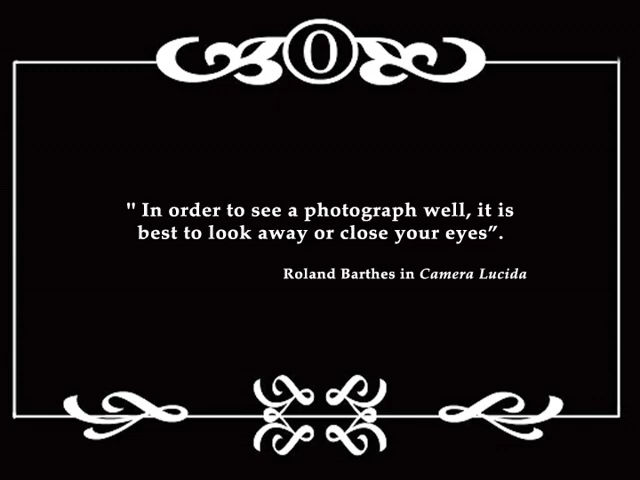 O
" In order to see a photograph well, it is
best to look away or close your eyes”.
Roland Barthes in Camera Lucida